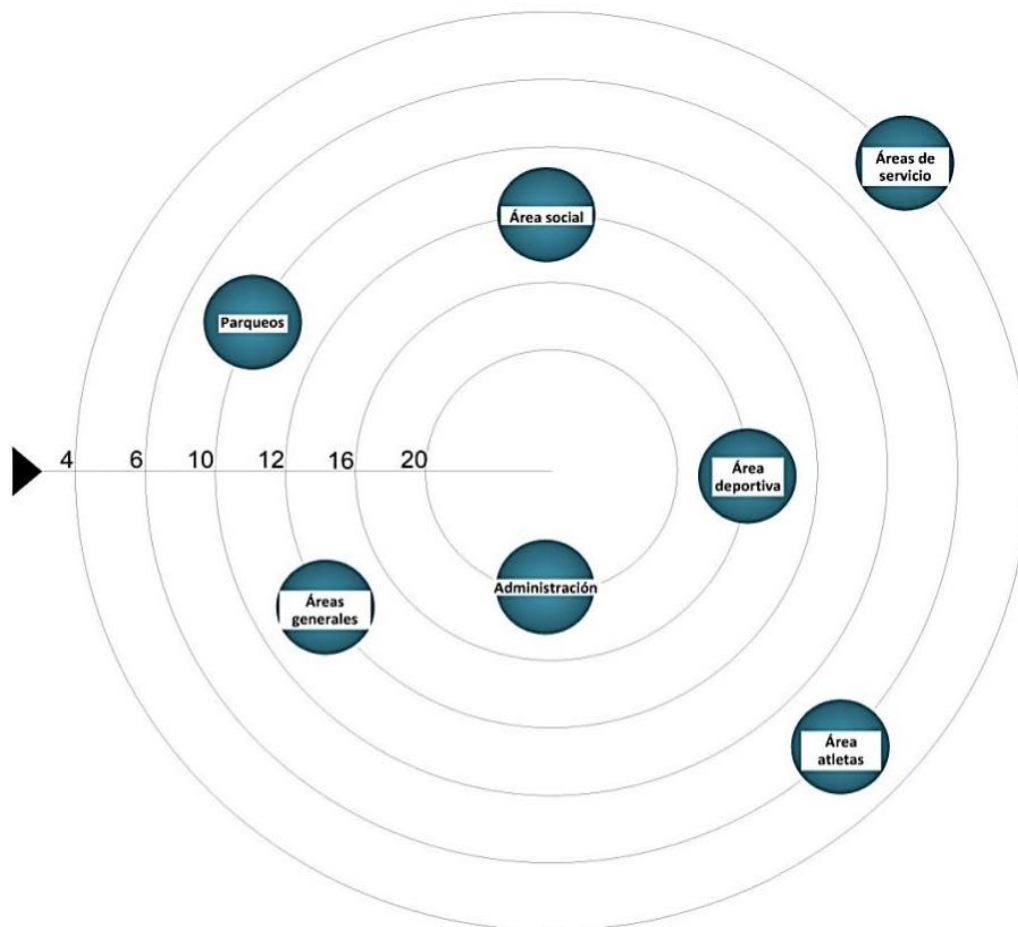 Áreas de
servicio
Área social
Parqueos
4 6 10 12 16 20
Área
deportiva
Administración
Áreas
generales
Área
atletas